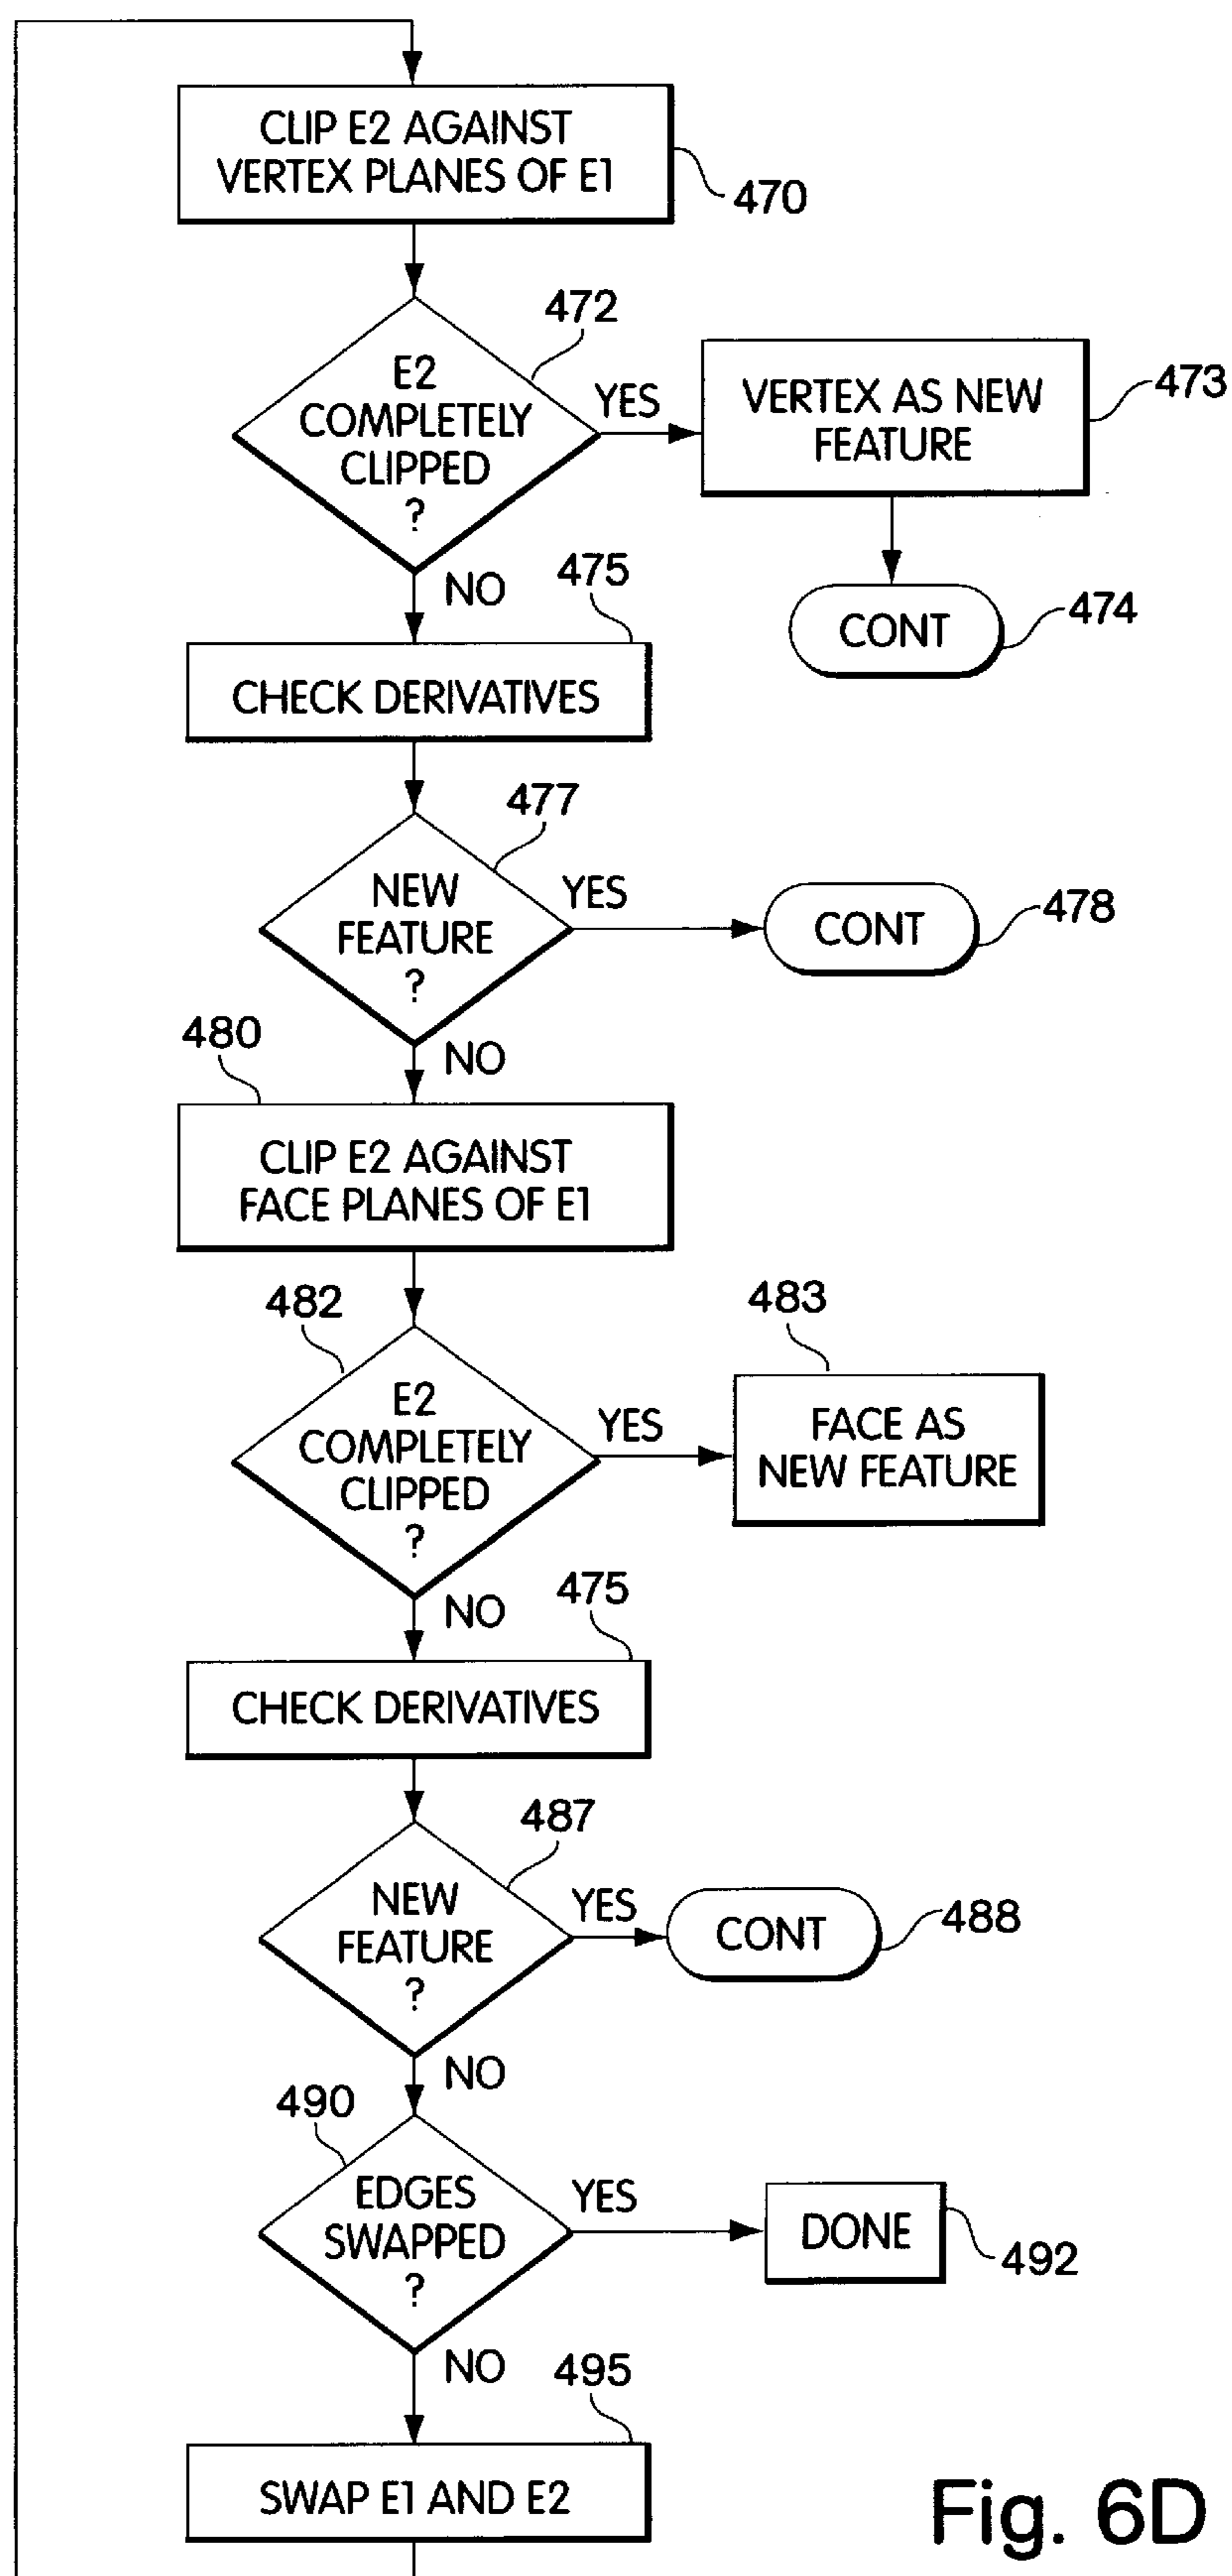 CLIP E2 AGAINST
VERTEX PLANES OF E1
470
472
E2
COMPLETELY
CLIPPED
?
YES
VERTEX AS NEW
FEATURE
473
NO
CONT
474
475
CHECK DERIVATIVES
477
NEW
FEATURE
?
YES
CONT
478
NO
480
CLIP E2 AGAINST
FACE PLANES OF E1
482
E2
COMPLETELY
CLIPPED
?
YES
483
FACE AS
NEW FEATURE
NO
475
CHECK DERIVATIVES
487
NEW
FEATURE
?
YES
CONT
488
NO
490
EDGES
SWAPPED
?
YES
DONE
492
NO
495
SWAP E1 AND E2
Fig. 6D